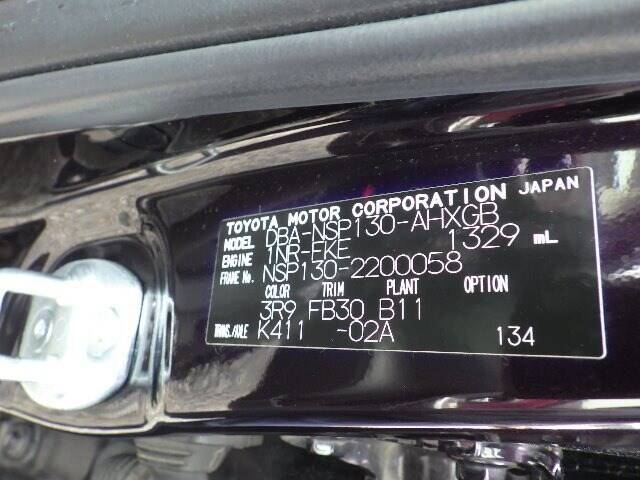 TOYOTA MOTOR CORPORATION JAPAN
MODEL DBA-NSP130-AHXGB
ENGINE 1NR-FKE 1329 mL
FRAME No. NSP130-2200058
COLOR TRIM PLANT OPTION
3R9 FB30 B11
TRANS./AXLE K411 -02A 134